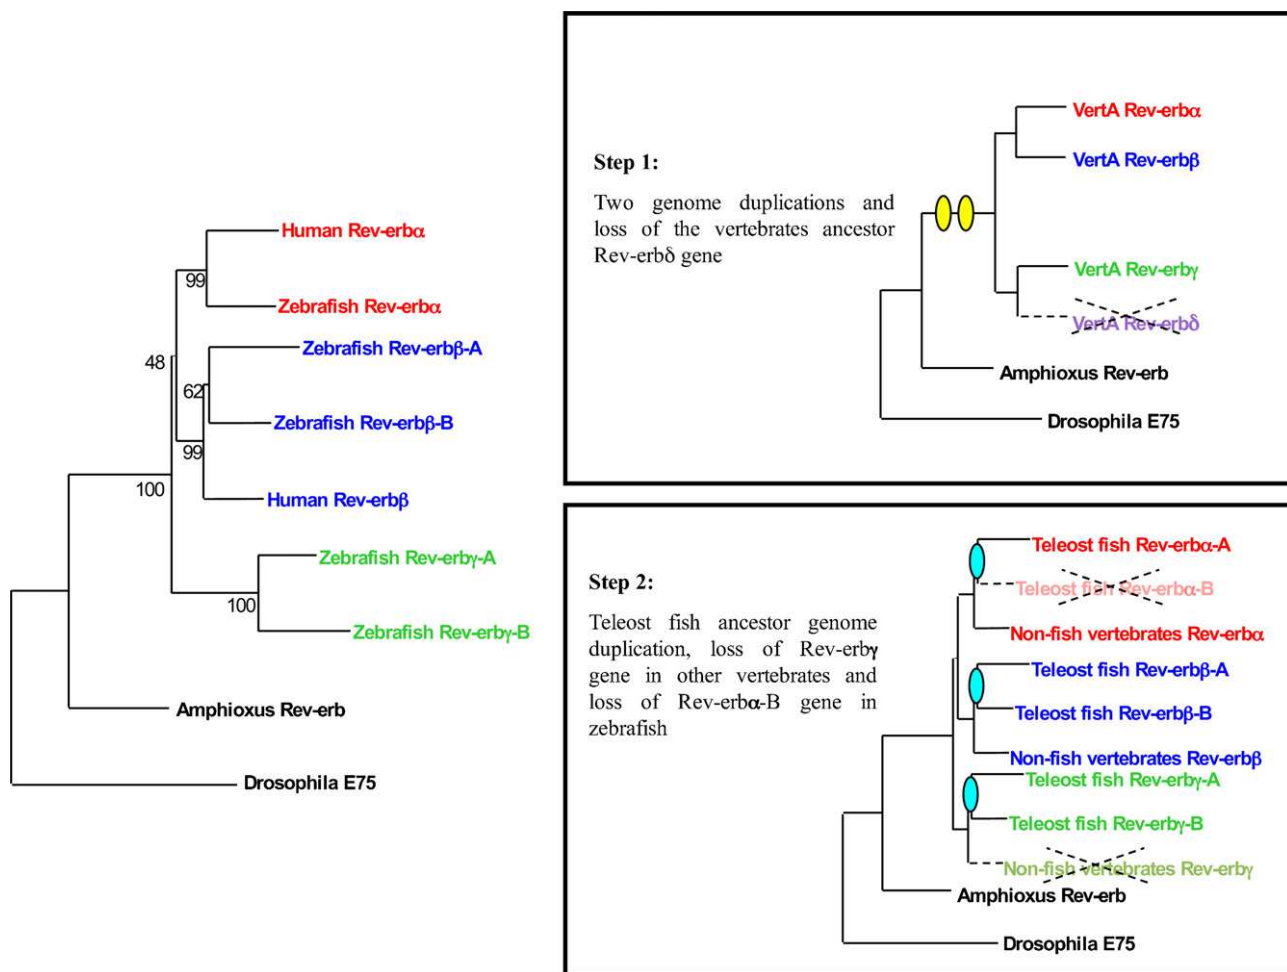 Human Rev-erbα
99
Zebrafish Rev-erbα
Zebrafish Rev-erbβ-A
48
62
Zebrafish Rev-erbβ-B
99
100
Human Rev-erbβ
Zebrafish Rev-erbγ-A
100
Zebrafish Rev-erbγ-B
Amphioxus Rev-erb
Drosophila E75
Step 1:
Two genome duplications and
loss of the vertebrates ancestor
Rev-erbδ gene
VertA Rev-erbα
VertA Rev-erbβ
VertA Rev-erbγ
VertA Rev-erbδ
Amphioxus Rev-erb
Drosophila E75
Step 2:
Teleost fish ancestor genome
duplication, loss of Rev-erbγ
gene in other vertebrates and
loss of Rev-erbα-B gene in
zebrafish
Teleost fish Rev-erbα-A
Teleost fish Rev-erbα-B
Non-fish vertebrates Rev-erbα
Teleost fish Rev-erbβ-A
Teleost fish Rev-erbβ-B
Non-fish vertebrates Rev-erbβ
Teleost fish Rev-erbγ-A
Teleost fish Rev-erbγ-B
Non-fish vertebrates Rev-erbγ
Amphioxus Rev-erb
Drosophila E75